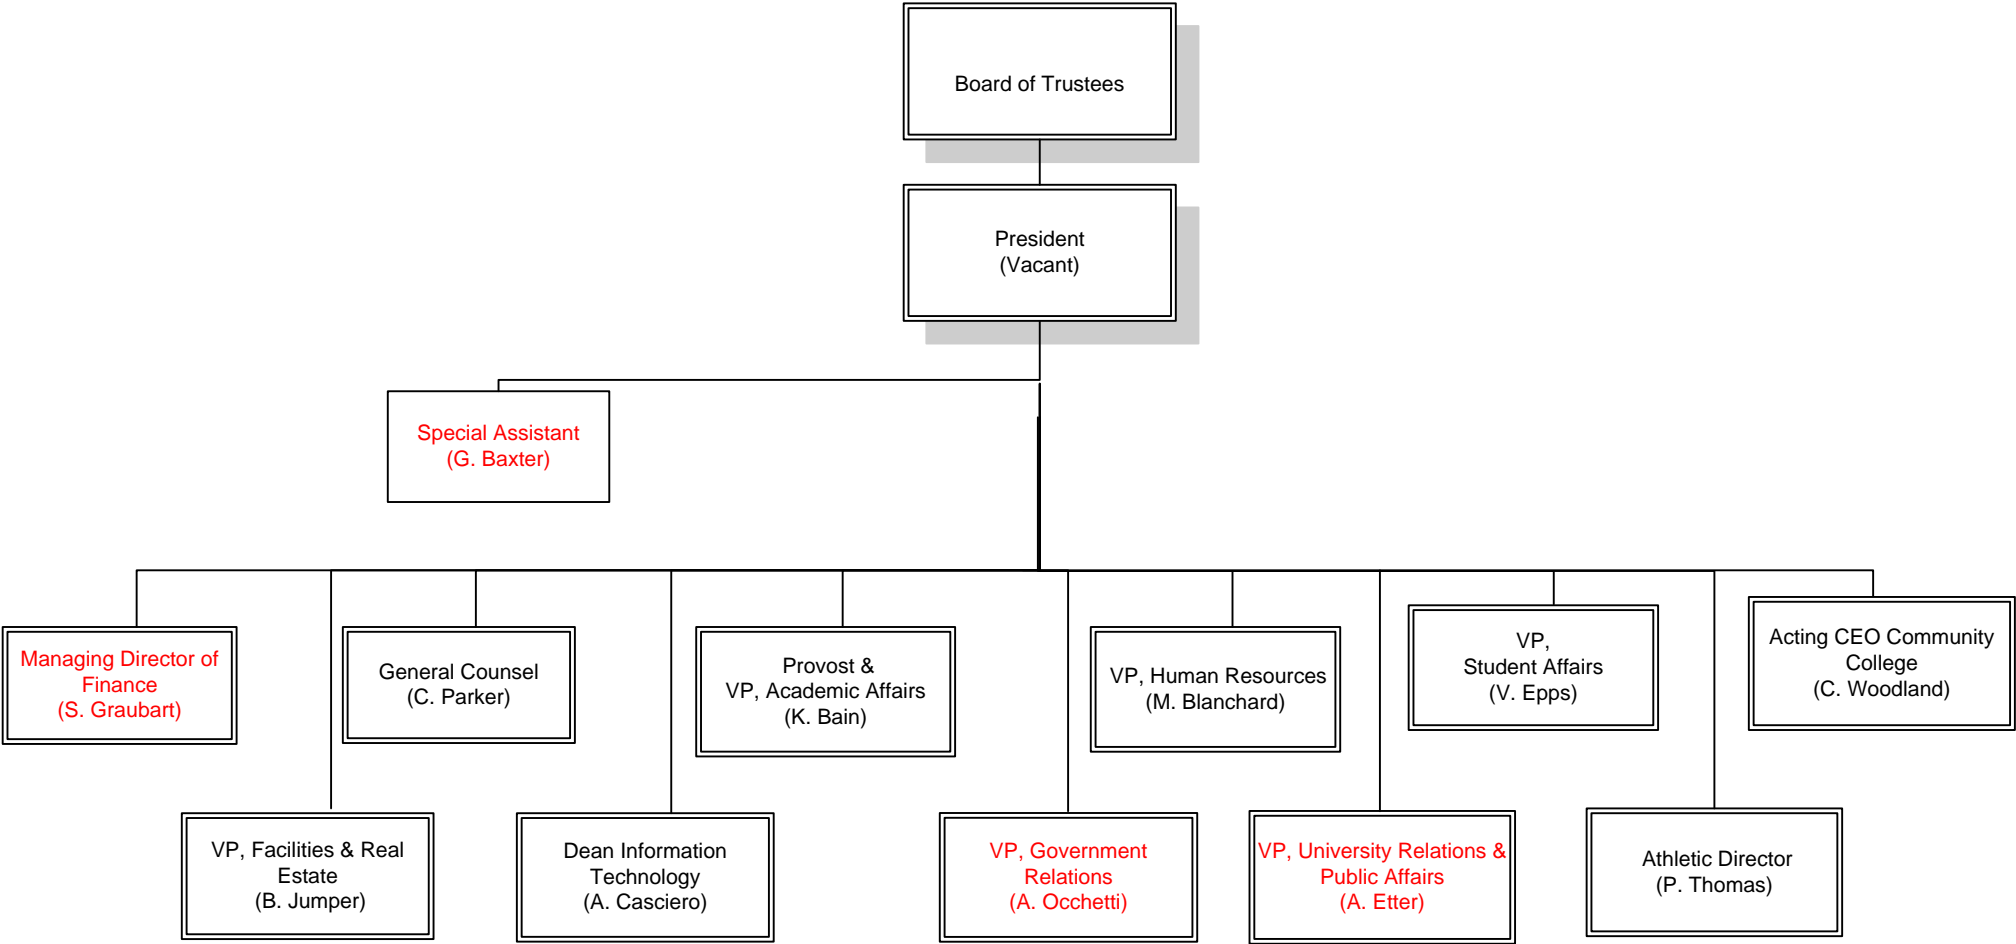 Board of Trustees
President
(Vacant)
Special Assistant
(G. Baxter)
Managing Director of
Finance
(S. Graubart)
General Counsel
(C. Parker)
Provost &
VP, Academic Affairs
(K. Bain)
VP, Human Resources
(M. Blanchard)
VP,
Student Affairs
(V. Epps)
Acting CEO Community
College
(C. Woodland)
VP, Facilities & Real
Estate
(B. Jumper)
Dean Information
Technology
(A. Casciero)
VP, Government
Relations
(A. Occhetti)
VP, University Relations &
Public Affairs
(A. Etter)
Athletic Director
(P. Thomas)